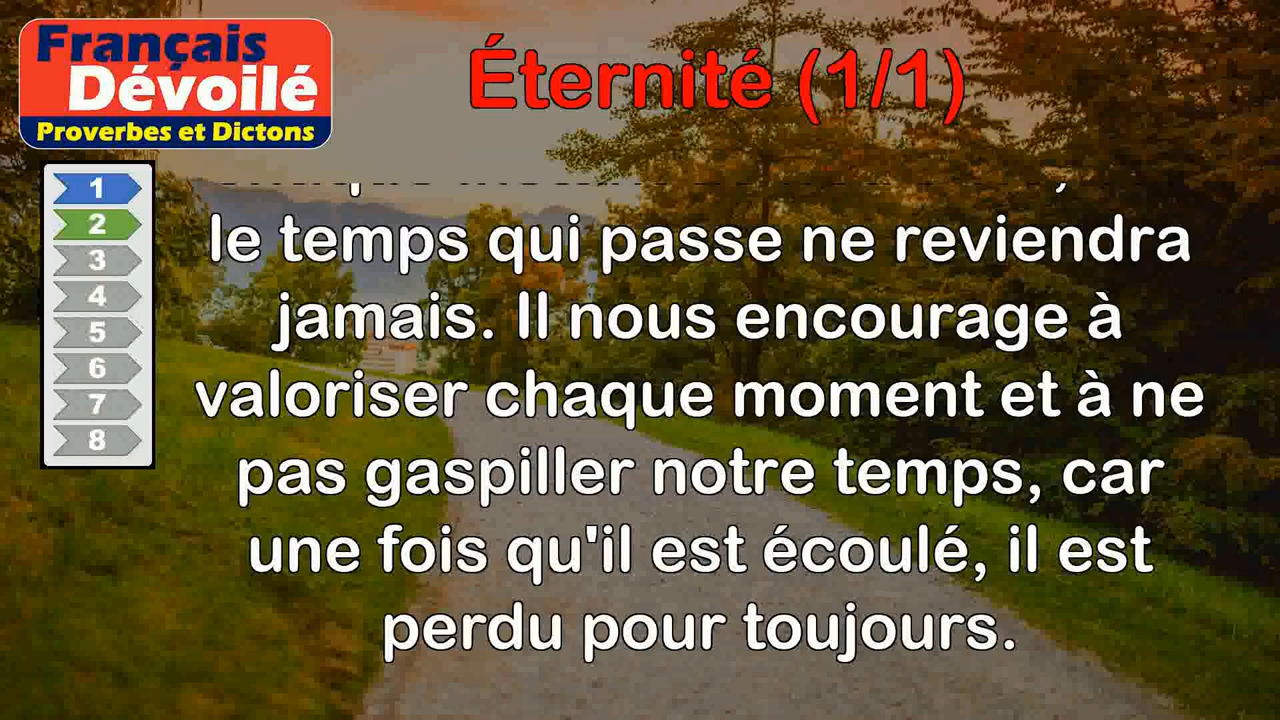 Français
Dévoilé
Proverbes et Dictons
Éternité (1/1)
1
2
3
4
5
6
7
8
le temps qui passe ne reviendra
jamais. Il nous encourage à
valoriser chaque moment et à ne
pas gaspiller notre temps, car
une fois qu'il est écoulé, il est
perdu pour toujours.